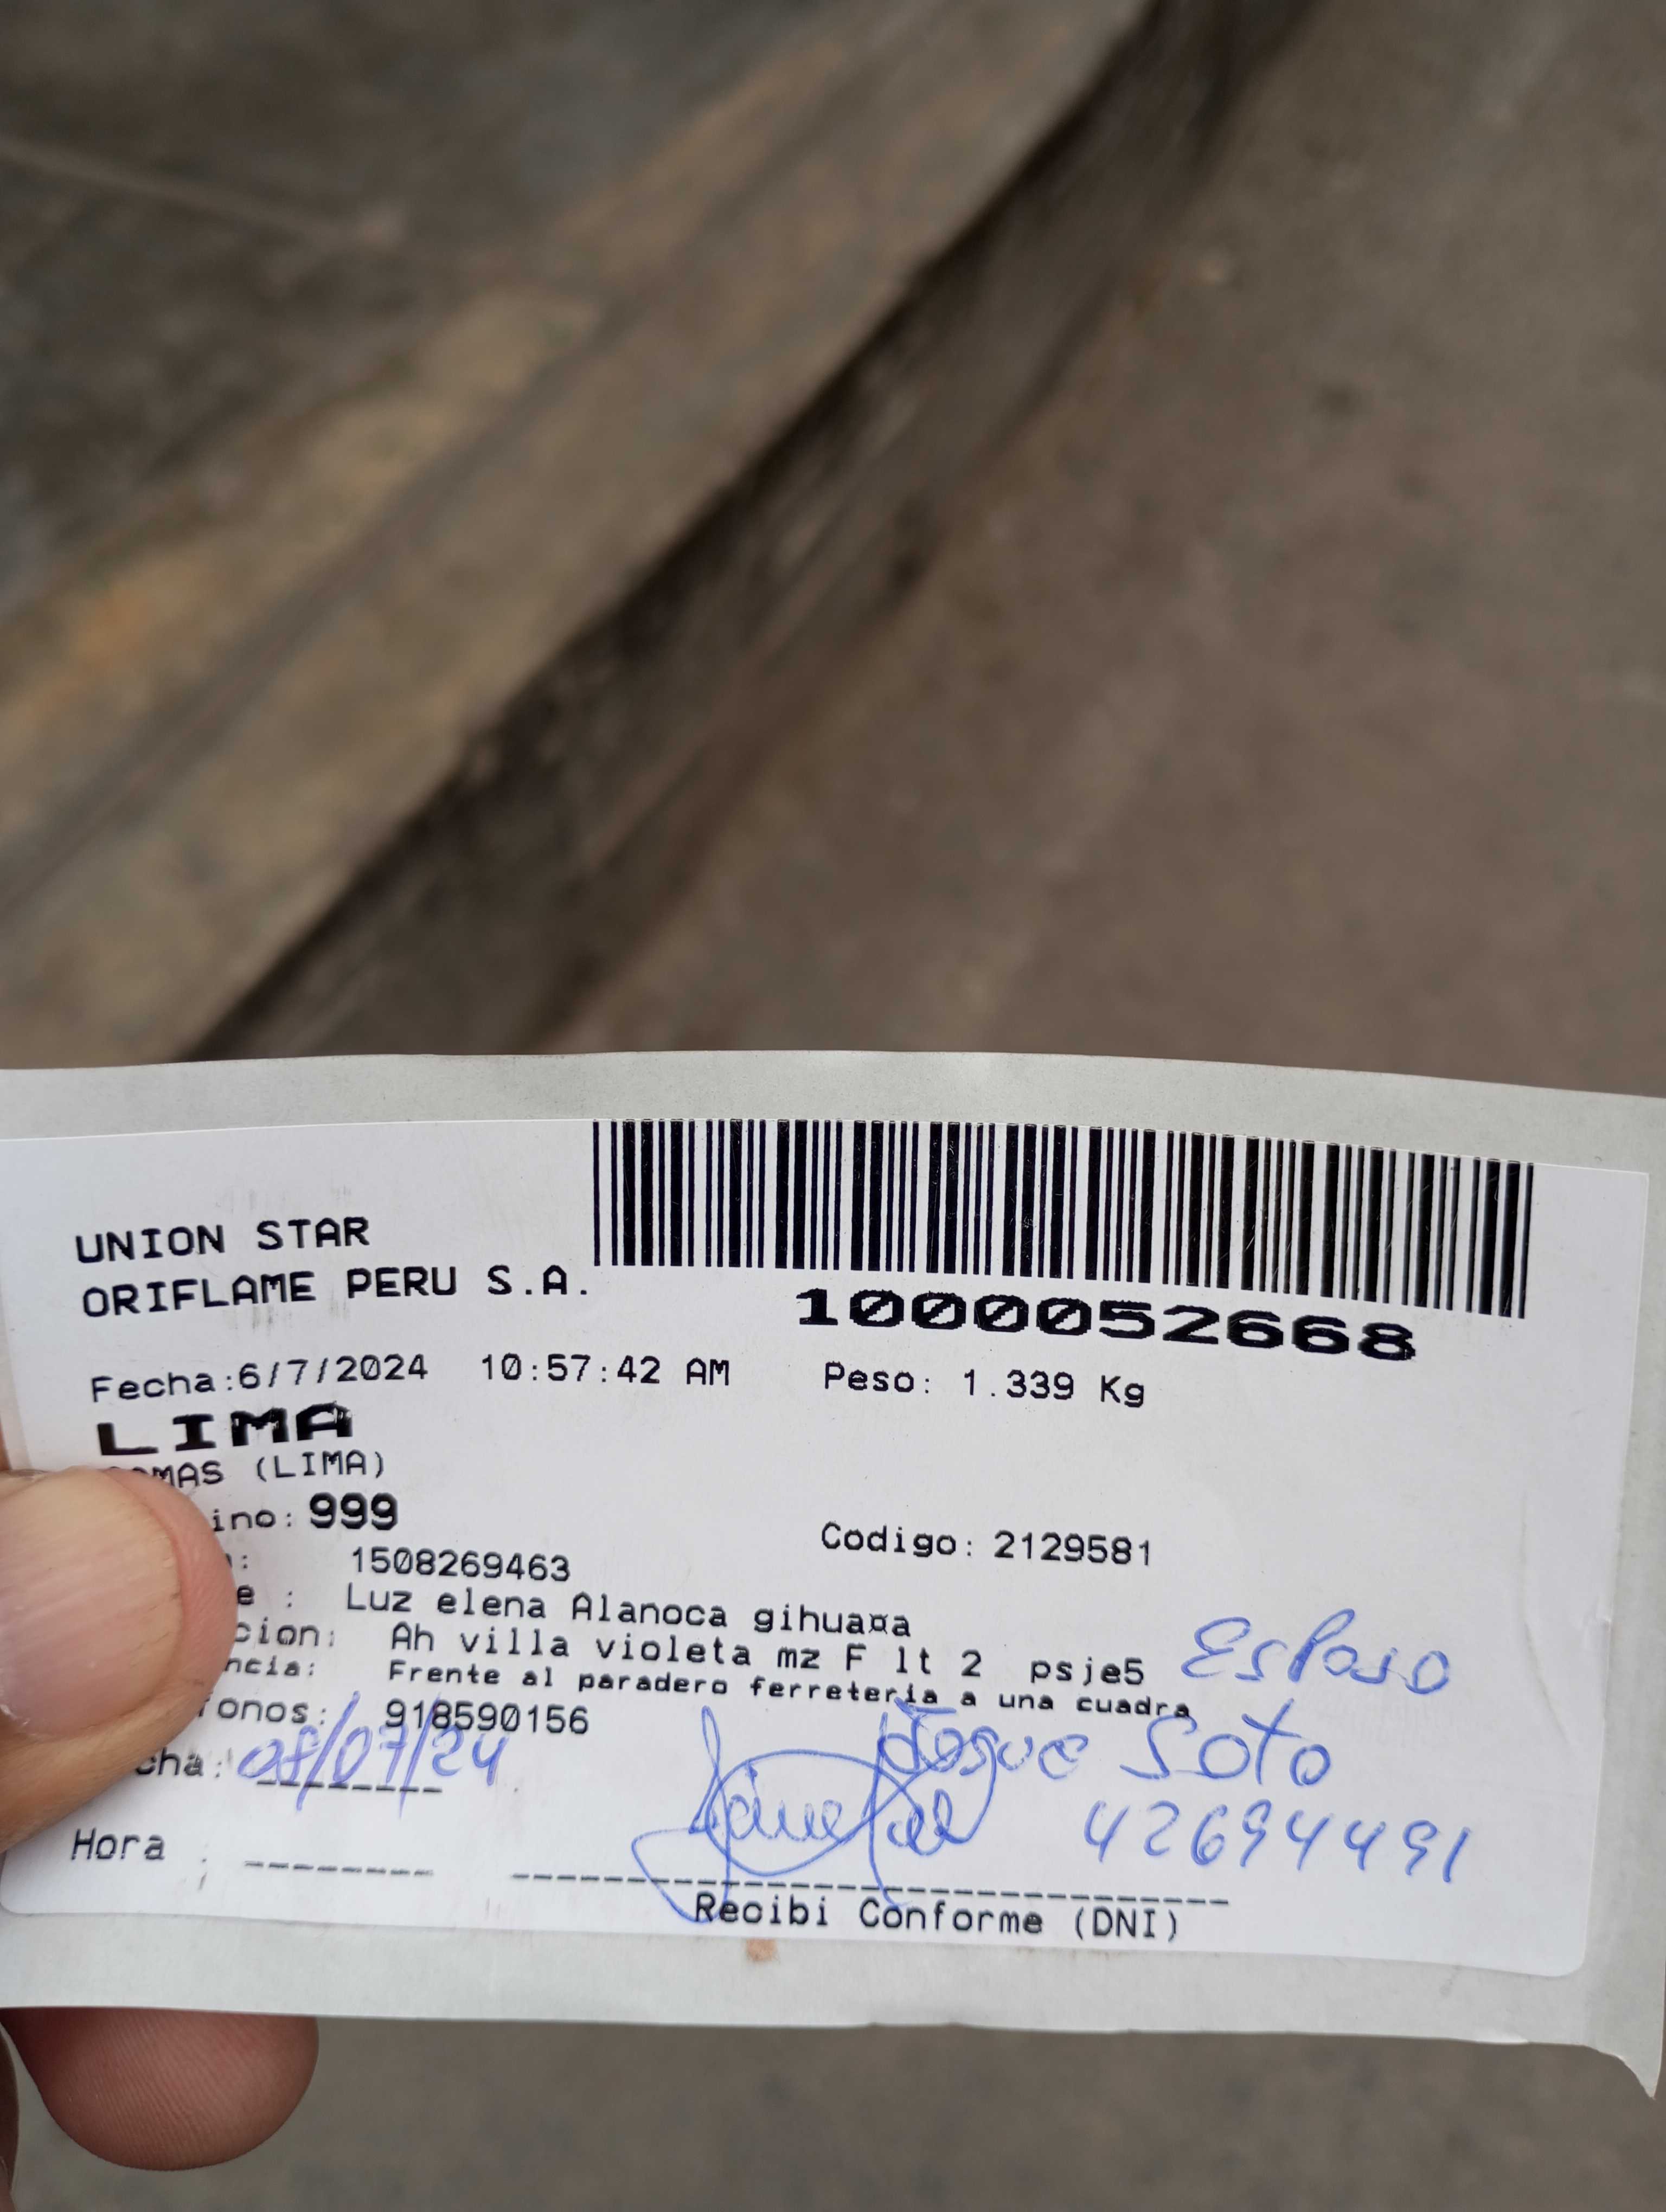 UNION STAR
ORIFLAME PERU S.A.
1000052668
Fecha:6/7/2024 10:57:42 AM Peso: 1.339 Kg
LIMA
OMAS (LIMA)
ino: 999
Codigo: 2129581
: 1508269463
e : Luz elena Alanoca gihua¤a
cion: Ah villa violeta mz F lt 2 psje5
Esposo
ncia: Frente al paradero ferreteria a una cuadra
fonos: 918590156
Josue Soto
cha: 08/07/24
42694491
Hora :
Recibi Conforme (DNI)